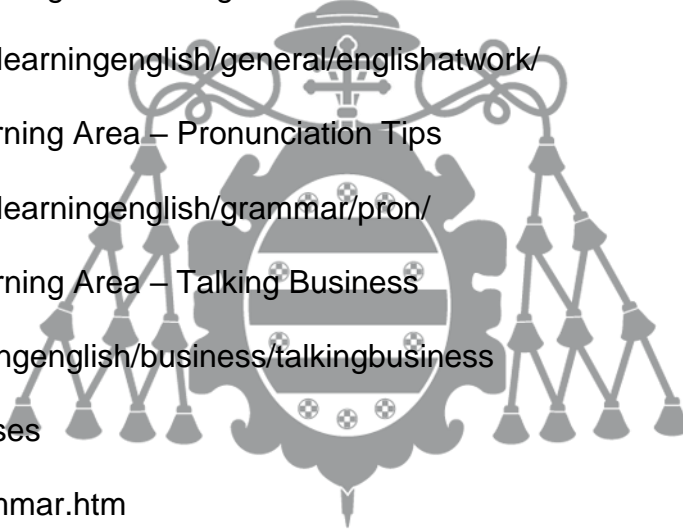 learningenglish/general/englishatwork/
rning Area – Pronunciation Tips
learningenglish/grammar/pron/
rning Area – Talking Business
ngenglish/business/talkingbusiness
ses
nmar.htm